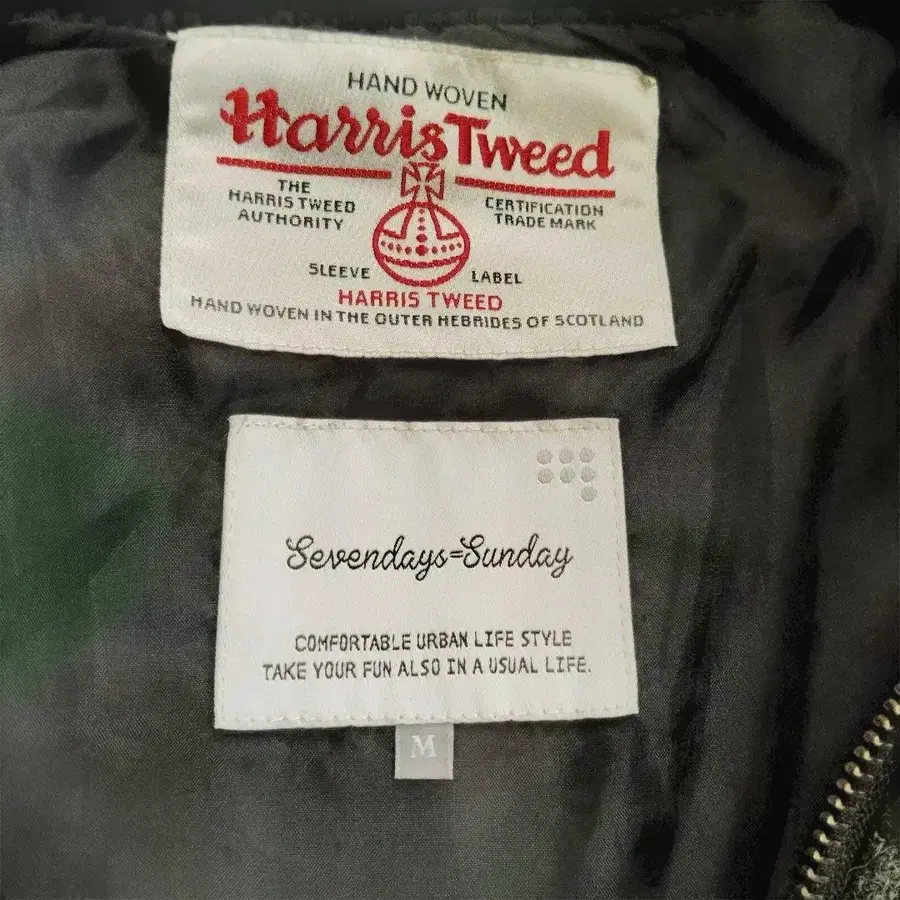 HAND WOVEN
Harris Tweed
THE
HARRIS TWEED
AUTHORITY
CERTIFICATION
TRADE MARK
SLEEVE LABEL
HARRIS TWEED
HAND WOVEN IN THE OUTER HEBRIDES OF SCOTLAND
Sevendays=Sunday
COMFORTABLE URBAN LIFE STYLE
TAKE YOUR FUN ALSO IN A USUAL LIFE.
M